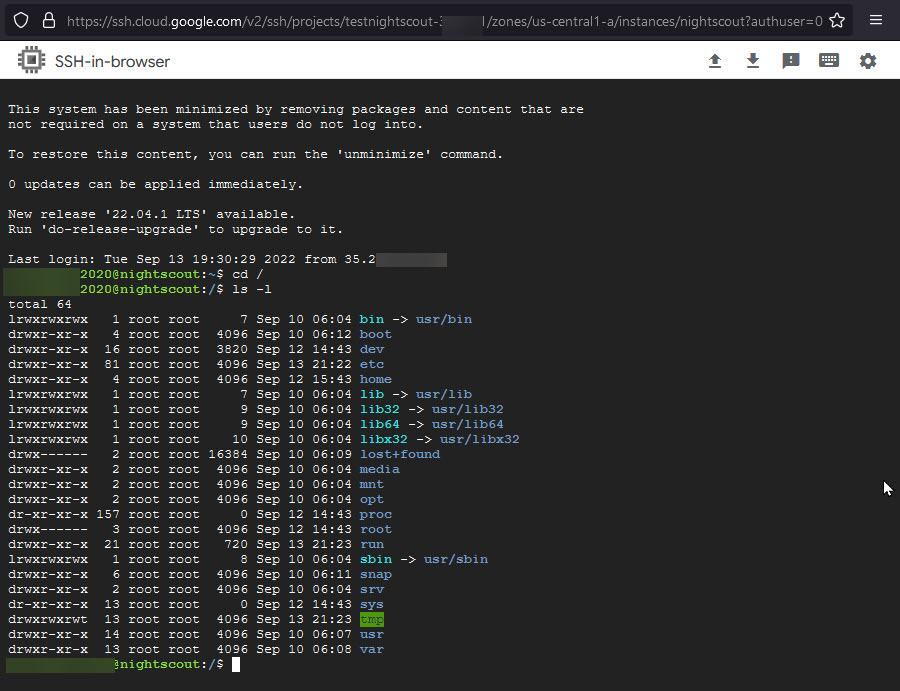 https://ssh.cloud.google.com/v2/ssh/projects/testnightscout- 1/zones/us-central1-a/instances/nightscout?authuser=0
SSH-in-browser
This system has been minimized by removing packages and content that are
not required on a system that users do not log into.
To restore this content, you can run the 'unminimize' command.
0 updates can be applied immediately.
New release '22.04.1 LTS' available.
Run 'do-release-upgrade' to upgrade to it.
Last login: Tue Sep 13 19:30:29 2022 from 35.2
2020@nightscout:~$ cd /
2020@nightscout:/$ ls -l
total 64
lrwxrwxrwx   1 root root     7 Sep 10 06:04 bin -> usr/bin
drwxr-xr-x   4 root root  4096 Sep 10 06:12 boot
drwxr-xr-x  16 root root  3820 Sep 12 14:43 dev
drwxr-xr-x  81 root root  4096 Sep 13 21:22 etc
drwxr-xr-x   4 root root  4096 Sep 12 15:43 home
lrwxrwxrwx   1 root root     7 Sep 10 06:04 lib -> usr/lib
lrwxrwxrwx   1 root root     9 Sep 10 06:04 lib32 -> usr/lib32
lrwxrwxrwx   1 root root     9 Sep 10 06:04 lib64 -> usr/lib64
lrwxrwxrwx   1 root root    10 Sep 10 06:04 libx32 -> usr/libx32
drwx------   2 root root 16384 Sep 10 06:09 lost+found
drwxr-xr-x   2 root root  4096 Sep 10 06:04 media
drwxr-xr-x   2 root root  4096 Sep 10 06:04 mnt
drwxr-xr-x   2 root root  4096 Sep 10 06:04 opt
dr-xr-xr-x 157 root root     0 Sep 12 14:43 proc
drwx------   3 root root  4096 Sep 12 14:43 root
drwxr-xr-x  21 root root   720 Sep 13 21:23 run
lrwxrwxrwx   1 root root     8 Sep 10 06:04 sbin -> usr/sbin
drwxr-xr-x   6 root root  4096 Sep 10 06:11 snap
drwxr-xr-x   2 root root  4096 Sep 10 06:04 srv
dr-xr-xr-x  13 root root     0 Sep 12 14:43 sys
drwxrwxrwt  13 root root  4096 Sep 13 21:23 tmp
drwxr-xr-x  14 root root  4096 Sep 10 06:07 usr
drwxr-xr-x  13 root root  4096 Sep 10 06:08 var
@nightscout:/$